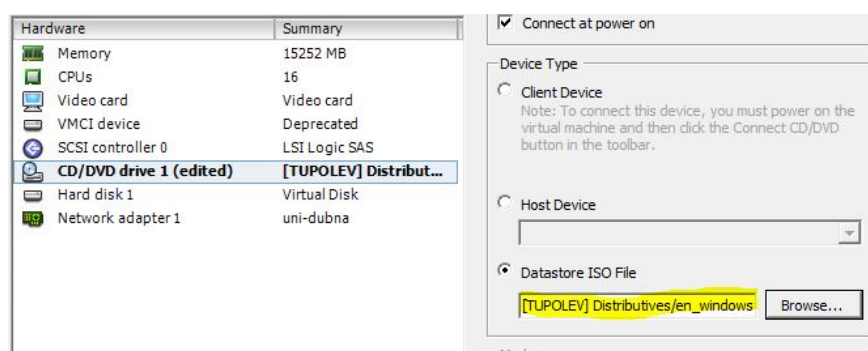 Hardware Summary
Memory 15252 MB
CPUs 16
Video card Video card
VMCI device Deprecated
SCSI controller 0 LSI Logic SAS
CD/DVD drive 1 (edited) [TUPOLEV] Distribut...
Hard disk 1 Virtual Disk
Network adapter 1 uni-dubna
Connect at power on
Device Type
Client Device
Note: To connect this device, you must power on the
virtual machine and then click the Connect CD/DVD
button in the toolbar.
Host Device
Datastore ISO File
[TUPOLEV] Distributives/en_windows Browse...